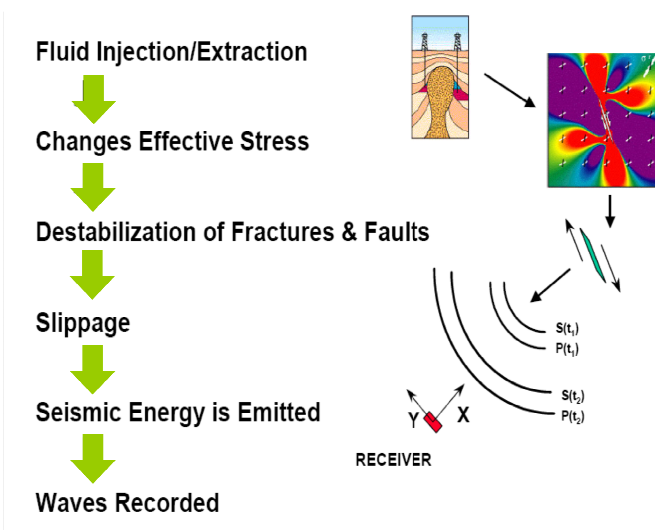 Fluid Injection/Extraction
Changes Effective Stress
Destabilization of Fractures & Faults
Slippage
Seismic Energy is Emitted
Waves Recorded
S(t₁)
P(t₁)
S(t₂)
P(t₂)
Y X
RECEIVER